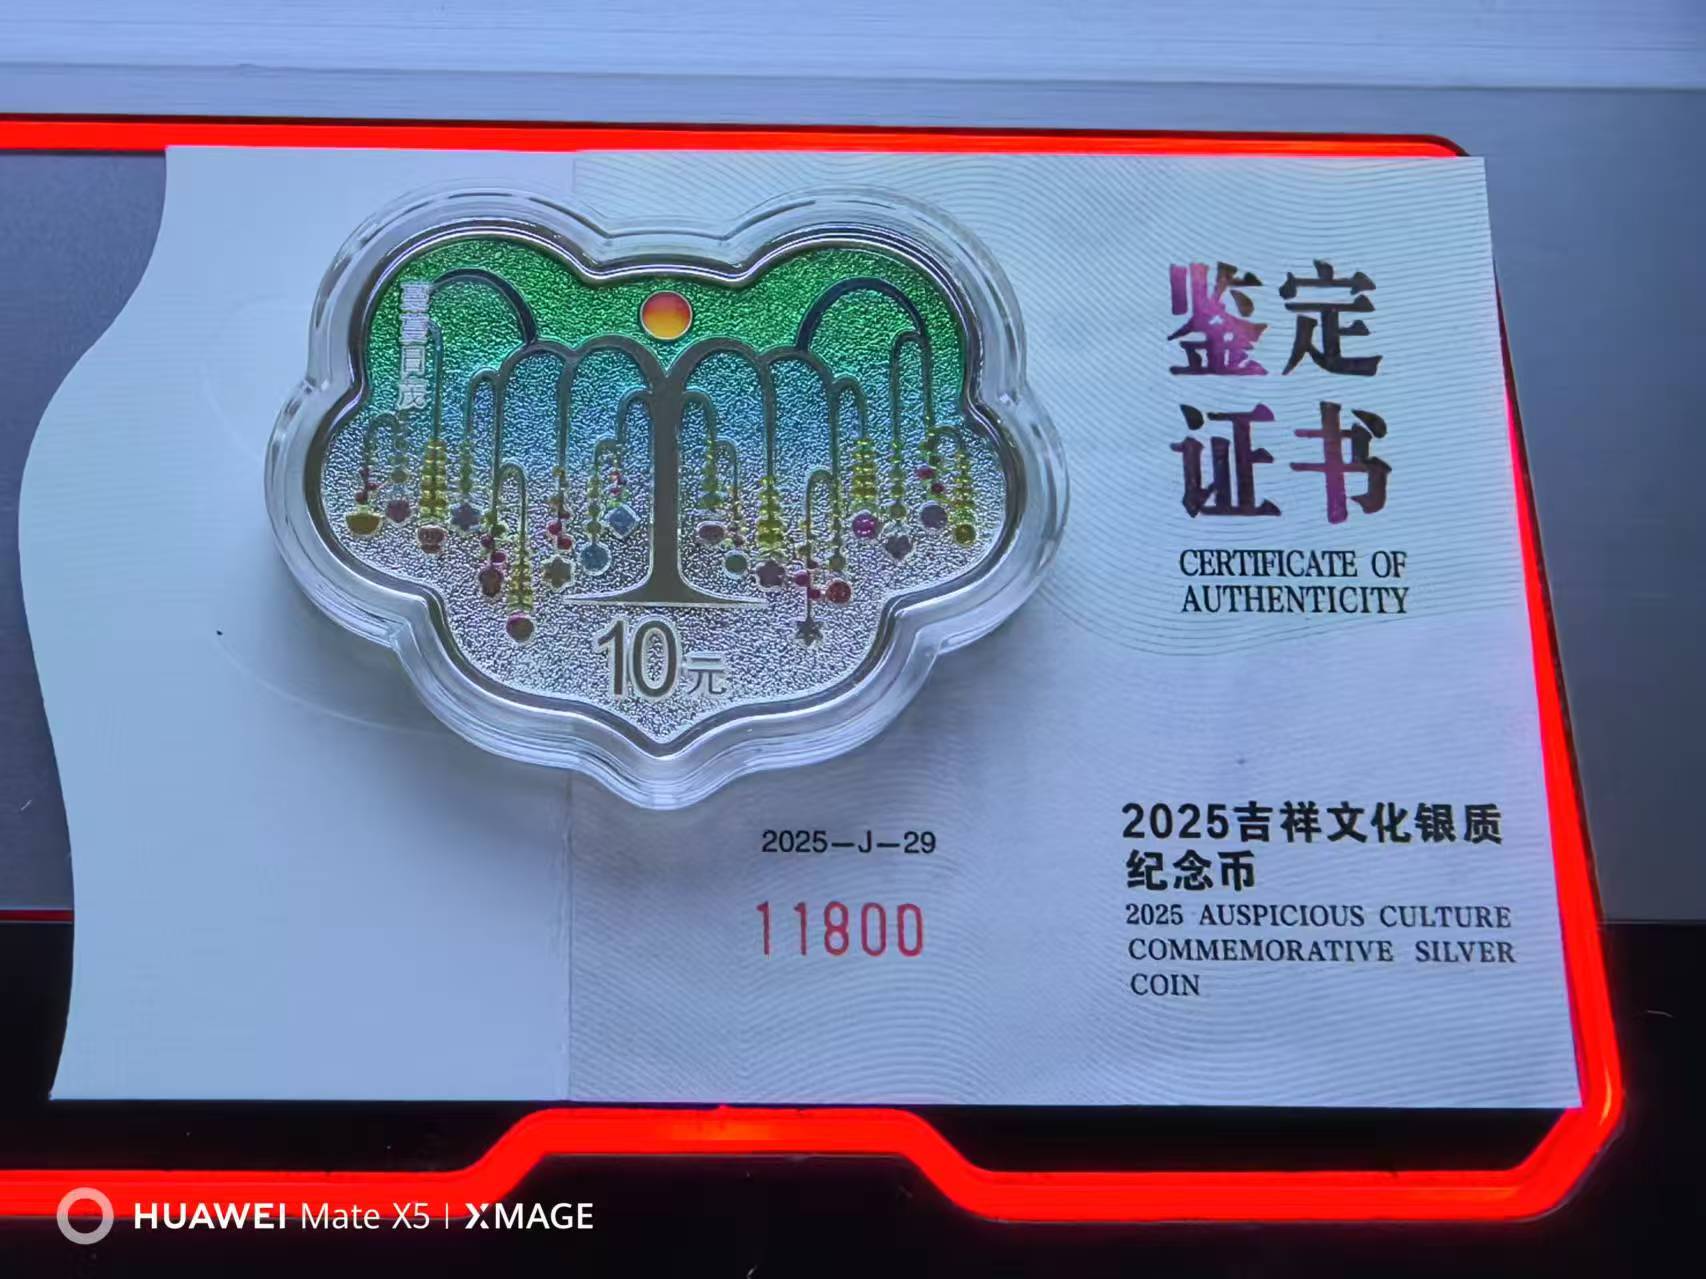 10元
鉴定
证书
CERTIFICATE OF
AUTHENTICITY
2025—J—29
11800
2025吉祥文化银质
纪念币
2025 AUSPICIOUS CULTURE
COMMEMORATIVE SILVER
COIN
HUAWEI Mate X5 | XMAGE